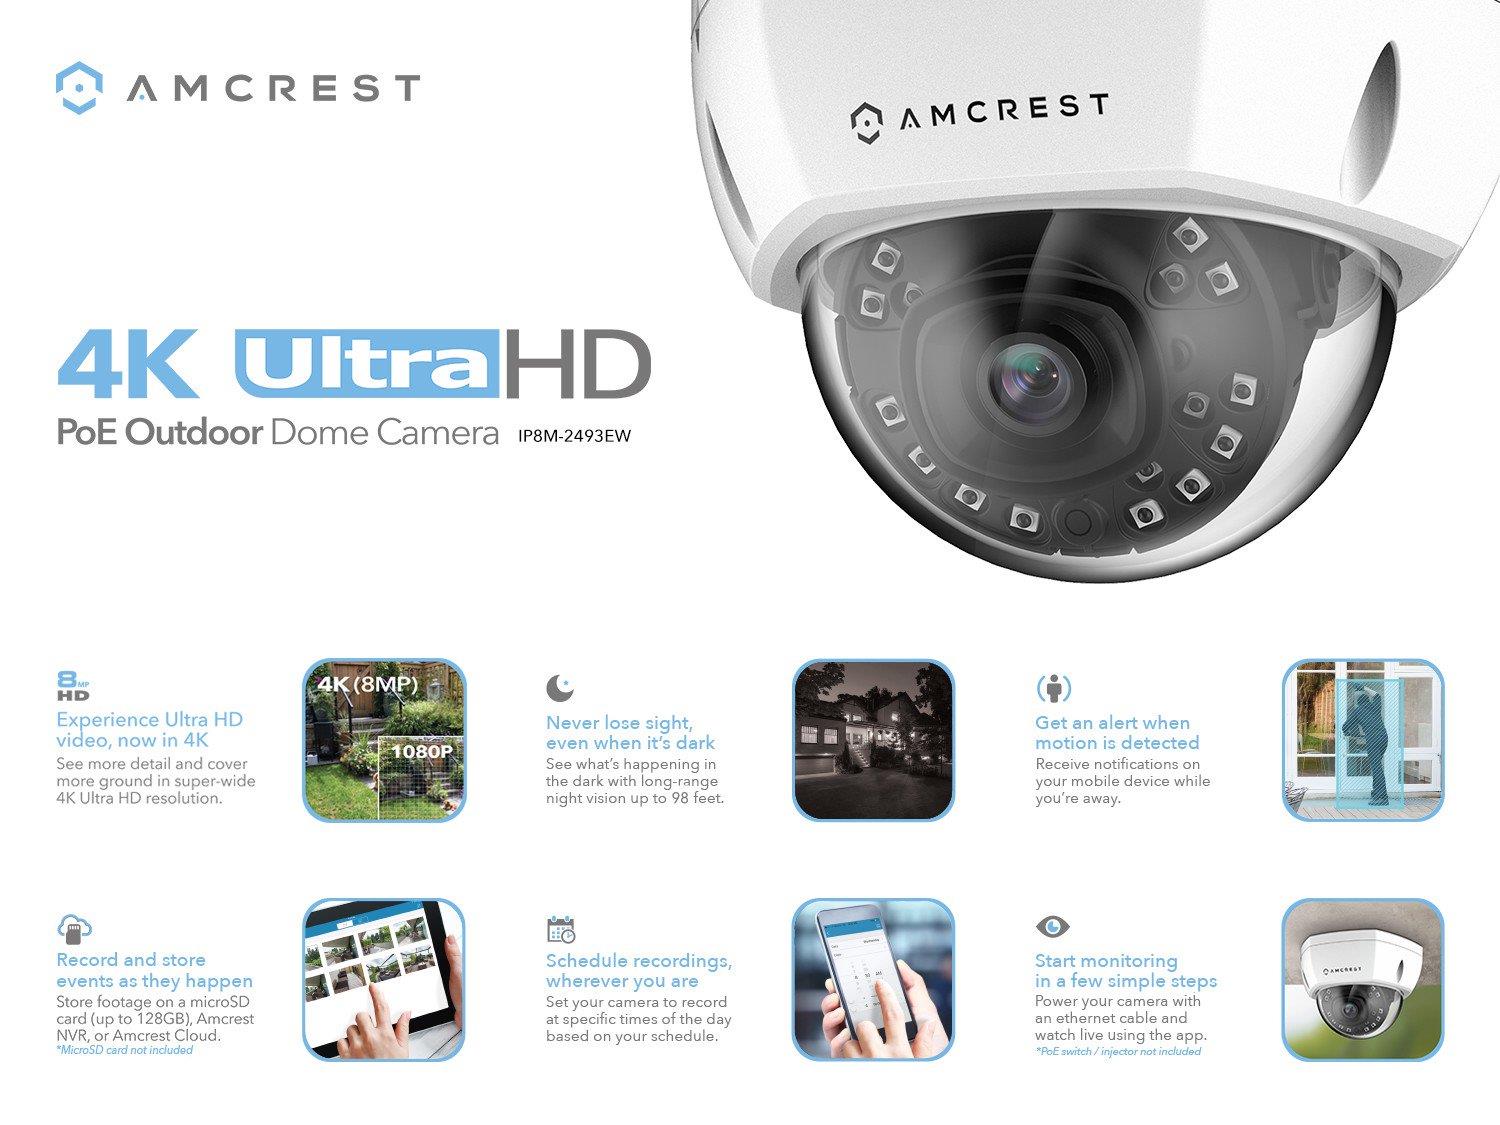 AMCREST
AMCREST
4K UltraHD
PoE Outdoor Dome Camera IP8M-2493EW
8MP
HD
Experience Ultra HD
video, now in 4K
See more detail and cover
more ground in super-wide
4K Ultra HD resolution.
4K (8MP)
1080P
Never lose sight,
even when it's dark
See what's happening in
the dark with long-range
night vision up to 98 feet.
Get an alert when
motion is detected
Receive notifications on
your mobile device while
you're away.
Record and store
events as they happen
Store footage on a microSD
card (up to 128GB), Amcrest
NVR, or Amcrest Cloud.
*MicroSD card not included
Schedule recordings,
wherever you are
Set your camera to record
at specific times of the day
based on your schedule.
Start monitoring
in a few simple steps
Power your camera with
an ethernet cable and
watch live using the app.
*PoE switch / injector not included
AMCREST